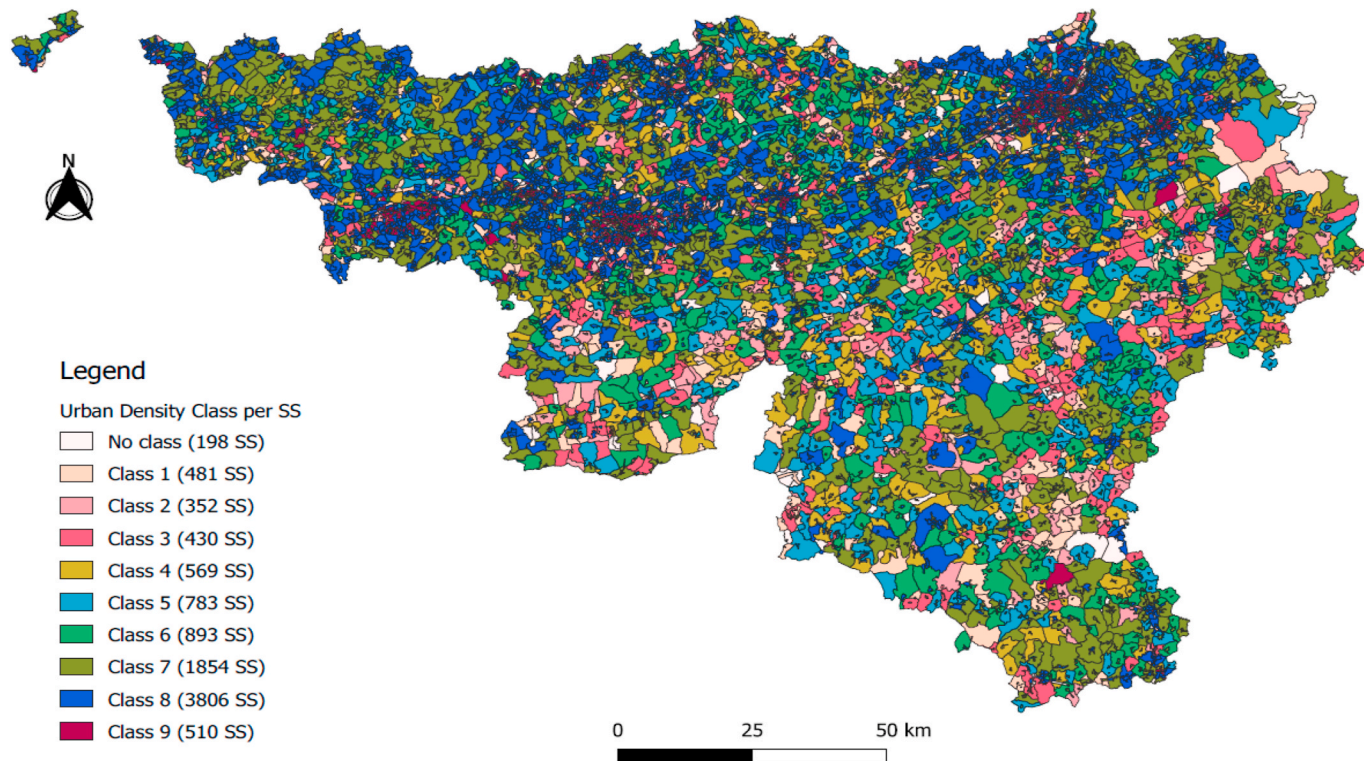 N
Legend
Urban Density Class per SS
No class (198 SS)
Class 1 (481 SS)
Class 2 (352 SS)
Class 3 (430 SS)
Class 4 (569 SS)
Class 5 (783 SS)
Class 6 (893 SS)
Class 7 (1854 SS)
Class 8 (3806 SS)
Class 9 (510 SS)
0 25 50 km